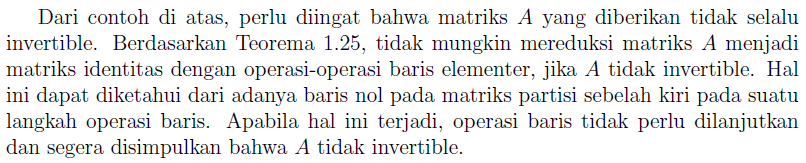 Dari contoh di atas, perlu diingat bahwa matriks A yang diberikan tidak selalu
invertible. Berdasarkan Teorema 1.25, tidak mungkin mereduksi matriks A menjadi
matriks identitas dengan operasi-operasi baris elementer, jika A tidak invertible. Hal
ini dapat diketahui dari adanya baris nol pada matriks partisi sebelah kiri pada suatu
langkah operasi baris. Apabila hal ini terjadi, operasi baris tidak perlu dilanjutkan
dan segera disimpulkan bahwa A tidak invertible.